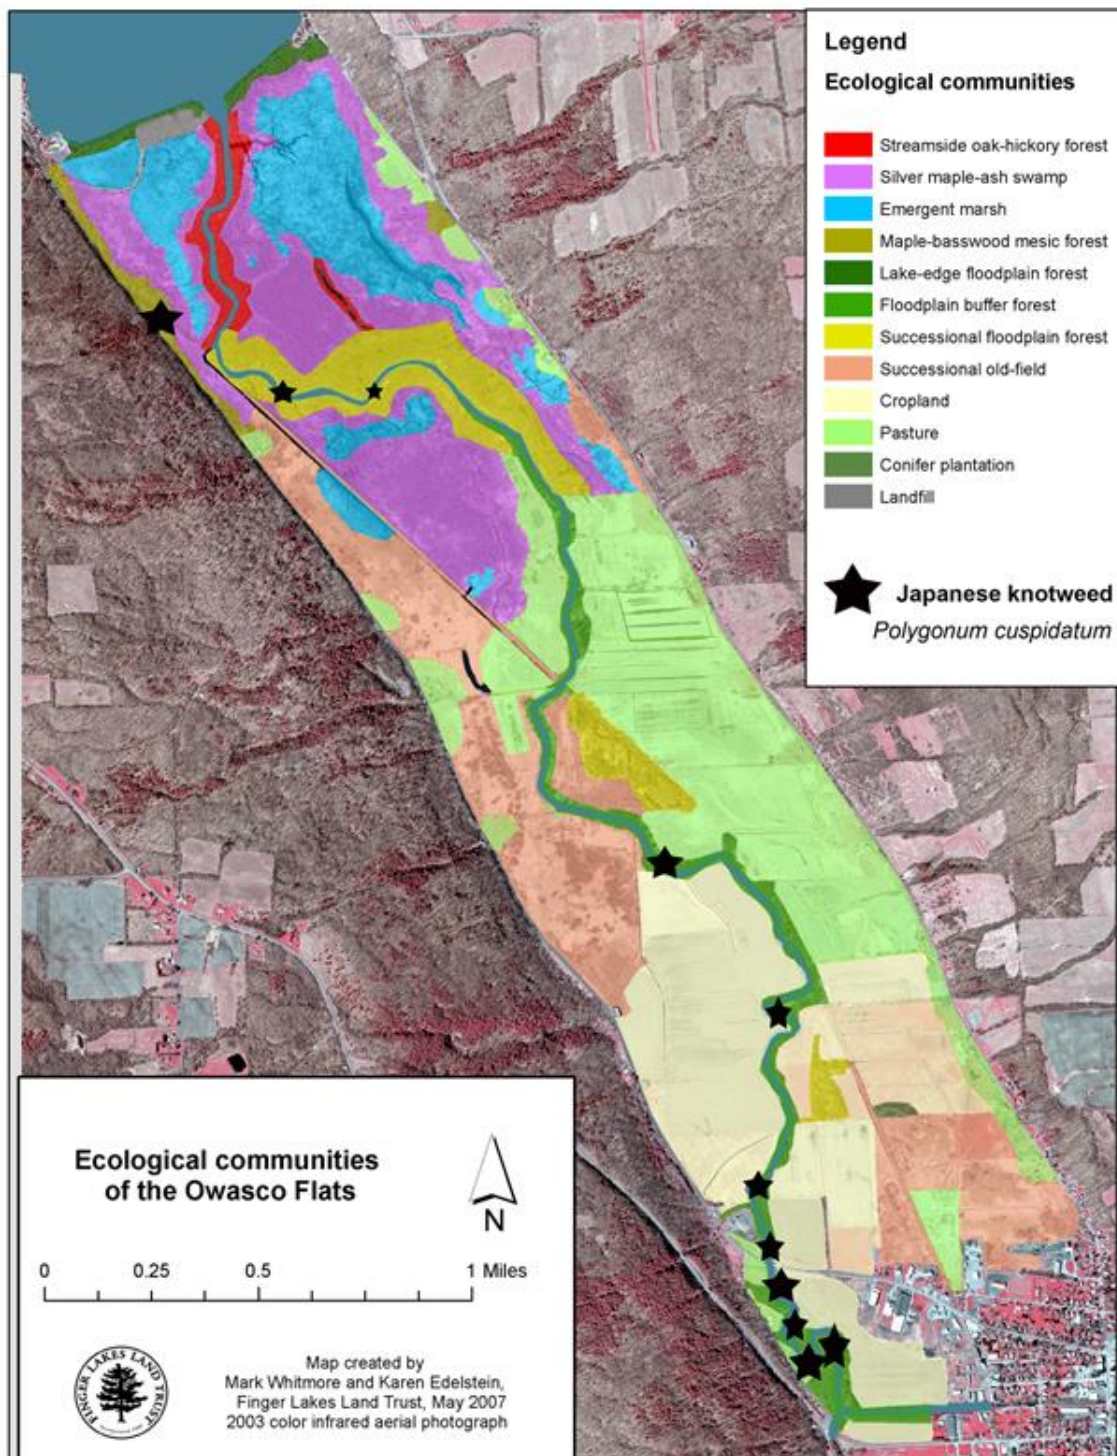 Legend
Ecological communities
Streamside oak-hickory forest
Silver maple-ash swamp
Emergent marsh
Maple-basswood mesic forest
Lake-edge floodplain forest
Floodplain buffer forest
Successional floodplain forest
Successional old-field
Cropland
Pasture
Conifer plantation
Landfill
Japanese knotweed
Polygonum cuspidatum
Ecological communities
of the Owasco Flats
N
0 0.25 0.5 1 Miles
FINGER LAKES LAND TRUST
Map created by
Mark Whitmore and Karen Edelstein,
Finger Lakes Land Trust, May 2007
2003 color infrared aerial photograph